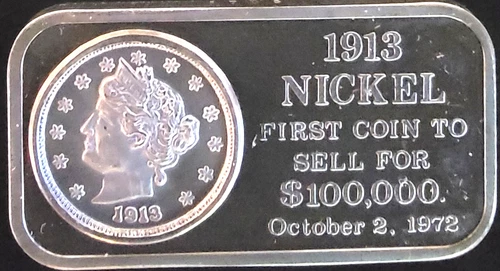 1913
1913
NICKEL
FIRST COIN TO
SELL FOR
$100,000.
October 2, 1972